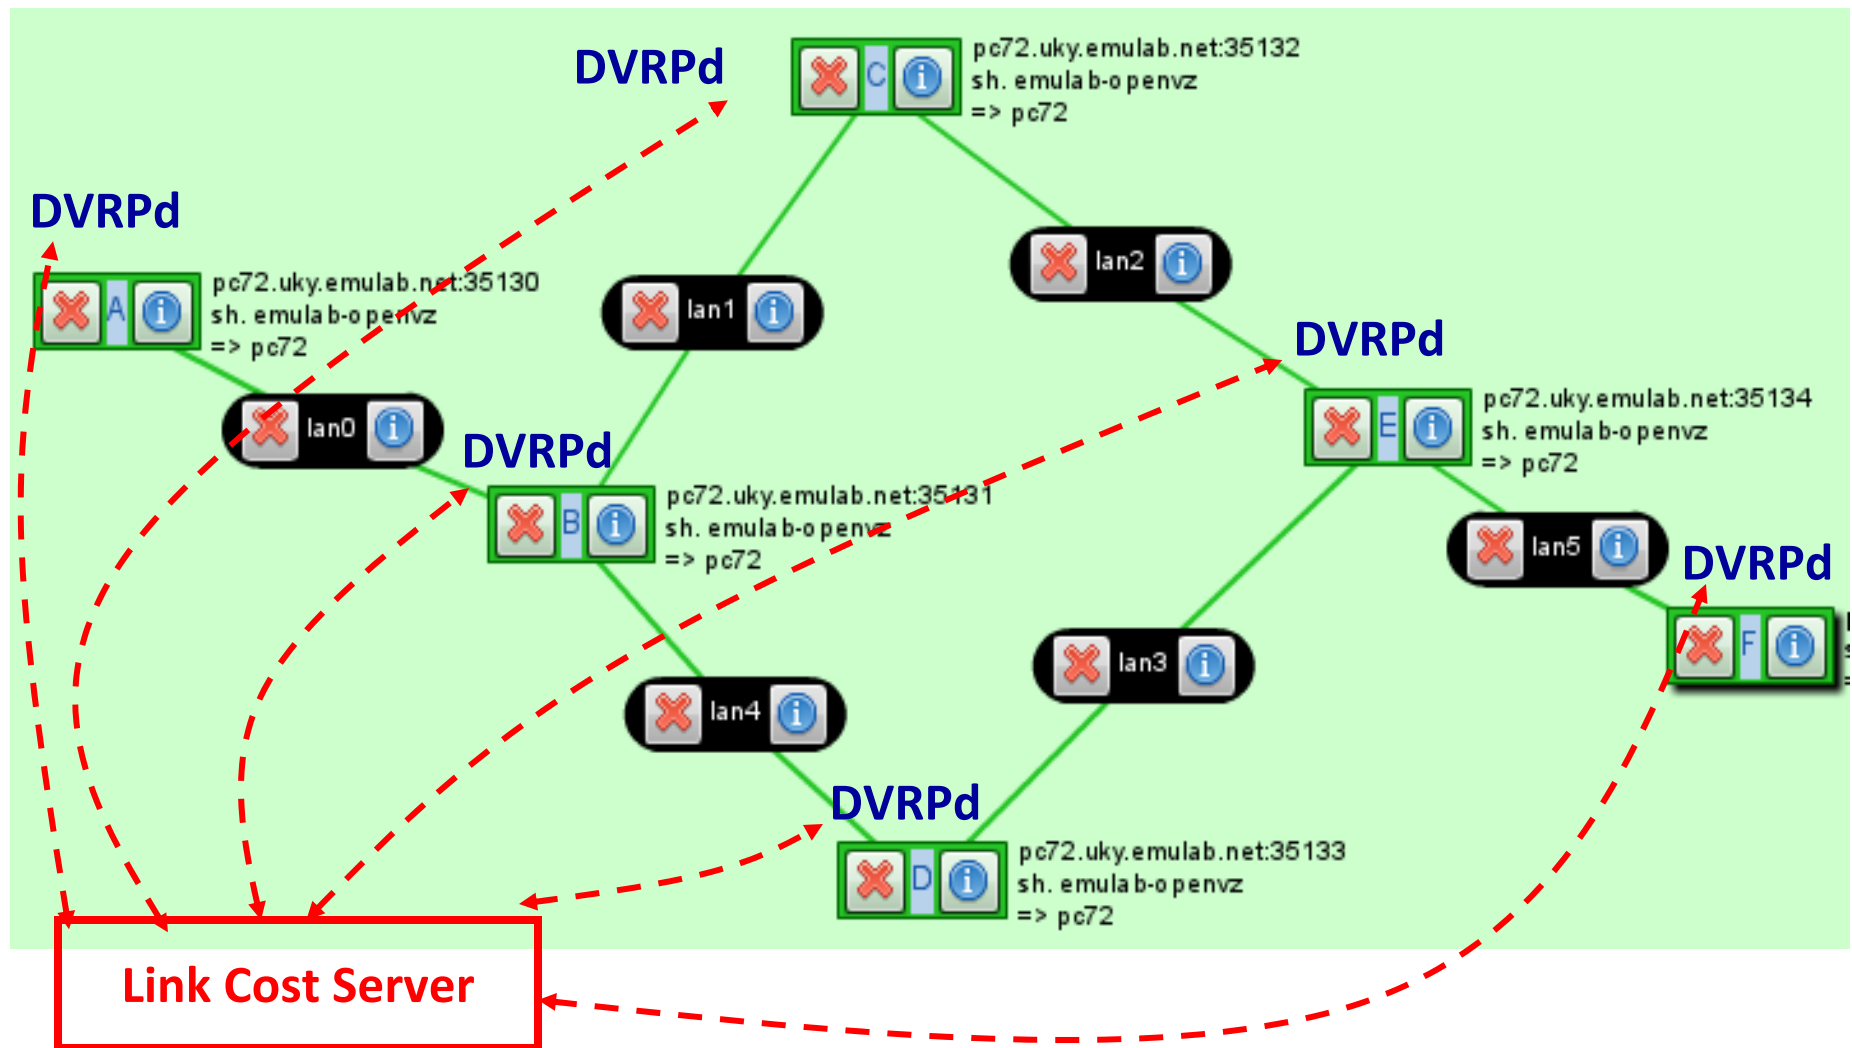 DVRPd
C
pc72.uky.emulab.net:35132
sh. emulab-openvz
=> pc72
DVRPd
A
pc72.uky.emulab.net:35130
sh. emulab-openvz
=> pc72
lan1
lan2
DVRPd
lan0
DVRPd
E
pc72.uky.emulab.net:35134
sh. emulab-openvz
=> pc72
B
pc72.uky.emulab.net:35131
sh. emulab-openvz
=> pc72
lan5
DVRPd
F
lan3
lan4
DVRPd
D
pc72.uky.emulab.net:35133
sh. emulab-openvz
=> pc72
Link Cost Server